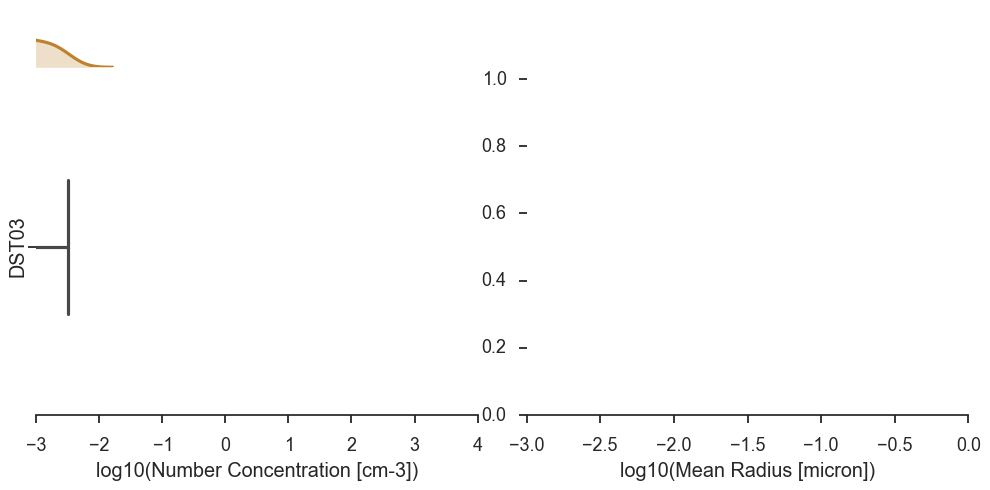 DST03
−3 −2 −1 0 1 2 3 4
log10(Number Concentration [cm-3])
1.0
0.8
0.6
0.4
0.2
0.0
−3.0 −2.5 −2.0 −1.5 −1.0 −0.5 0.0
log10(Mean Radius [micron])